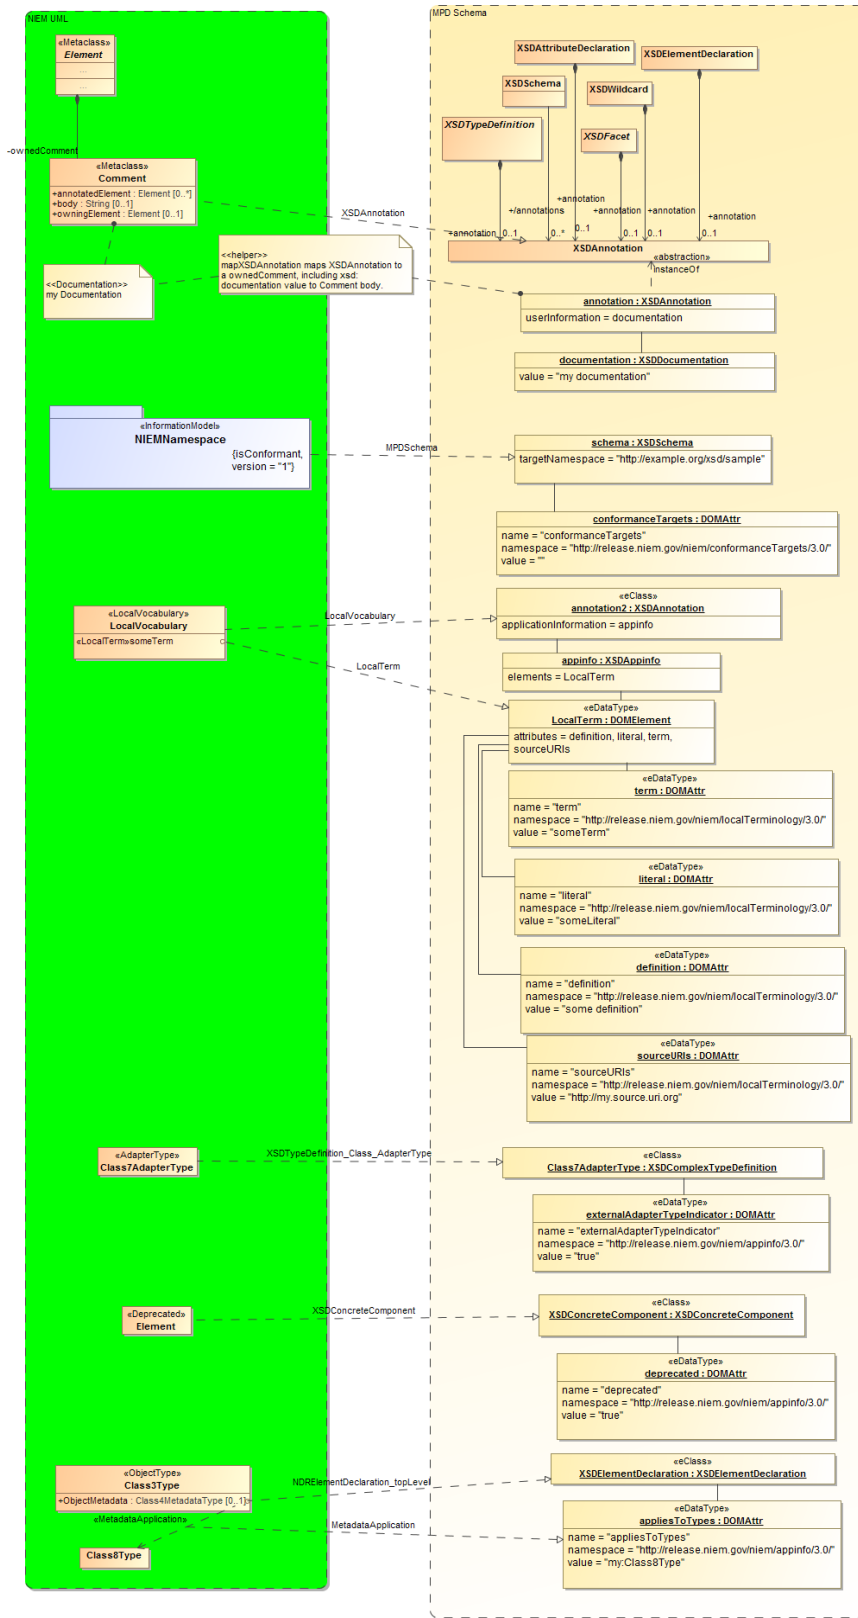 NIEM UML
«Metaclass»
Element
...
...
-ownedComment
«Metaclass»
Comment
+annotatedElement : Element [0..*]
+body : String [0..1]
+owningElement : Element [0..1]
<<Documentation>>
my Documentation
<<helper>>
mapXSDAnnotation maps XSDAnnotation to
a ownedComment, including xsd:
documentation value to Comment body.
XSDAnnotation
«InformationModel»
NIEMNamespace
{isConformant,
version = "1"}
MPDSchema
«LocalVocabulary»
LocalVocabulary
«LocalTerm»someTerm
LocalVocabulary
LocalTerm
«AdapterType»
Class7AdapterType
XSDTypeDefinition_Class_AdapterType
«Deprecated»
Element
XSDConcreteComponent
«ObjectType»
Class3Type
+ObjectMetadata : Class4MetadataType [0..1]
«MetadataApplication»
Class8Type
NDRElementDeclaration_topLevel
MetadataApplication
MPD Schema
XSDAttributeDeclaration
XSDElementDeclaration
XSDSchema
XSDWildcard
XSDTypeDefinition
XSDFacet
+annotation
+/annotations
+annotation
+annotation
+annotation
+annotation
0..1
0..*
0..1
0..1
0..1
0..1
XSDAnnotation
«abstraction»
instanceOf
annotation : XSDAnnotation
userInformation = documentation
documentation : XSDDocumentation
value = "my documentation"
schema : XSDSchema
targetNamespace = "http://example.org/xsd/sample"
conformanceTargets : DOMAttr
name = "conformanceTargets"
namespace = "http://release.niem.gov/niem/conformanceTargets/3.0/"
value = ""
«eClass»
annotation2 : XSDAnnotation
applicationInformation = appinfo
appinfo : XSDAppinfo
elements = LocalTerm
«eDataType»
LocalTerm : DOMElement
attributes = definition, literal, term,
sourceURIs
«eDataType»
term : DOMAttr
name = "term"
namespace = "http://release.niem.gov/niem/localTerminology/3.0/"
value = "someTerm"
«eDataType»
literal : DOMAttr
name = "literal"
namespace = "http://release.niem.gov/niem/localTerminology/3.0/"
value = "someLiteral"
«eDataType»
definition : DOMAttr
name = "definition"
namespace = "http://release.niem.gov/niem/localTerminology/3.0/"
value = "some definition"
«eDataType»
sourceURIs : DOMAttr
name = "sourceURIs"
namespace = "http://release.niem.gov/niem/localTerminology/3.0/"
value = "http://my.source.uri.org"
«eClass»
Class7AdapterType : XSDComplexTypeDefinition
«eDataType»
externalAdapterTypeIndicator : DOMAttr
name = "externalAdapterTypeIndicator"
namespace = "http://release.niem.gov/niem/appinfo/3.0/"
value = "true"
«eClass»
XSDConcreteComponent : XSDConcreteComponent
«eDataType»
deprecated : DOMAttr
name = "deprecated"
namespace = "http://release.niem.gov/niem/appinfo/3.0/"
value = "true"
«eClass»
XSDElementDeclaration : XSDElementDeclaration
«eDataType»
appliesToTypes : DOMAttr
name = "appliesToTypes"
namespace = "http://release.niem.gov/niem/appinfo/3.0/"
value = "my:Class8Type"